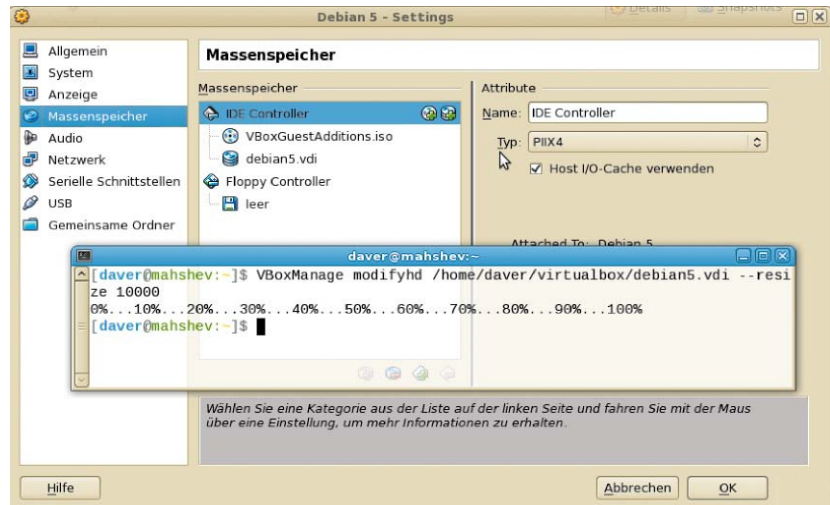 Debian 5 - Settings
Details
Snapshots
Allgemein
System
Anzeige
Massenspeicher
Audio
Netzwerk
Serielle Schnittstellen
USB
Gemeinsame Ordner
Massenspeicher
Massenspeicher
IDE Controller
VBoxGuestAdditions.iso
debian5.vdi
Floppy Controller
leer
Attribute
Name: IDE Controller
Typ: PIIX4
Host I/O-Cache verwenden
Attached To: Debian 5
daver@mahshev:~
[daver@mahshev:~]$ VBoxManage modifyhd /home/daver/virtualbox/debian5.vdi --resi
ze 10000
0%...10%...20%...30%...40%...50%...60%...70%...80%...90%...100%
[daver@mahshev:~]$
Wählen Sie eine Kategorie aus der Liste auf der linken Seite und fahren Sie mit der Maus
über eine Einstellung, um mehr Informationen zu erhalten.
Hilfe
Abbrechen
OK